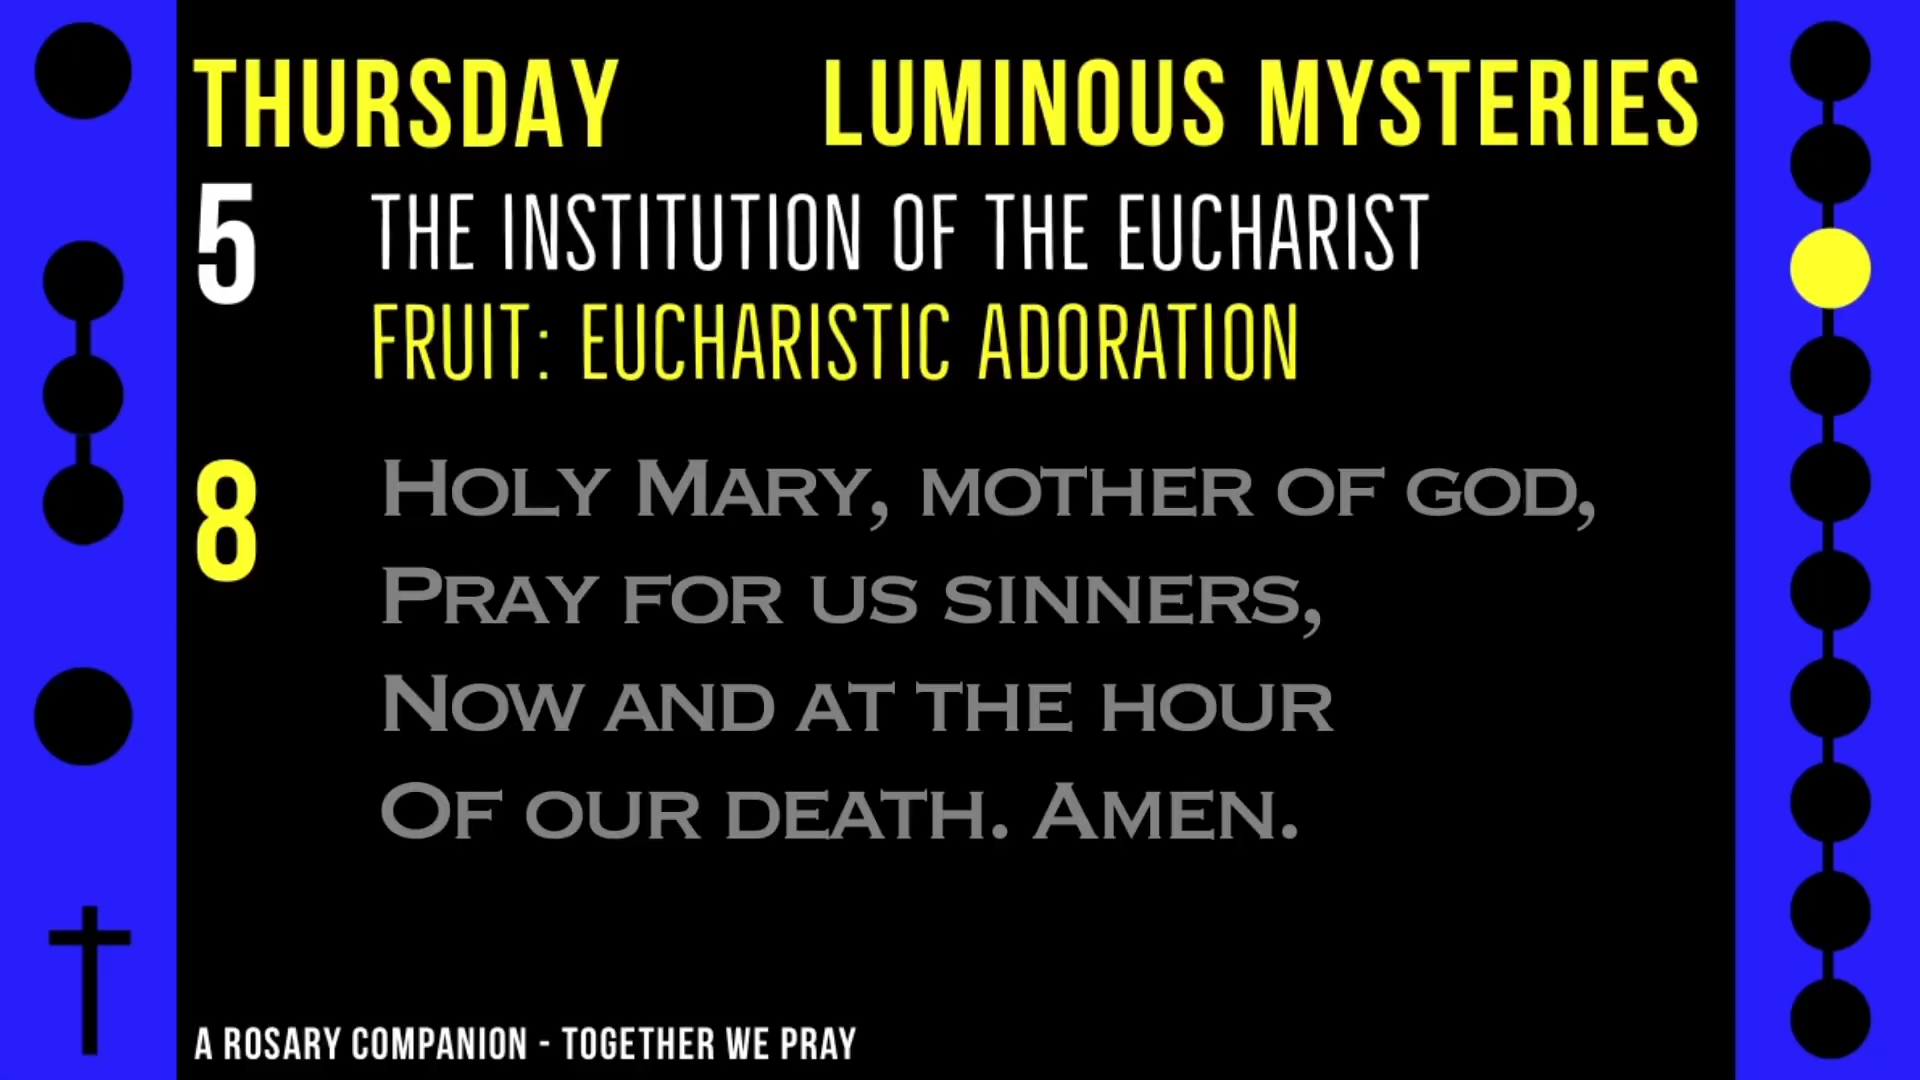 THURSDAY LUMINOUS MYSTERIES
5 THE INSTITUTION OF THE EUCHARIST
FRUIT: EUCHARISTIC ADORATION
8 HOLY MARY, MOTHER OF GOD,
PRAY FOR US SINNERS,
NOW AND AT THE HOUR
OF OUR DEATH. AMEN.
A ROSARY COMPANION - TOGETHER WE PRAY